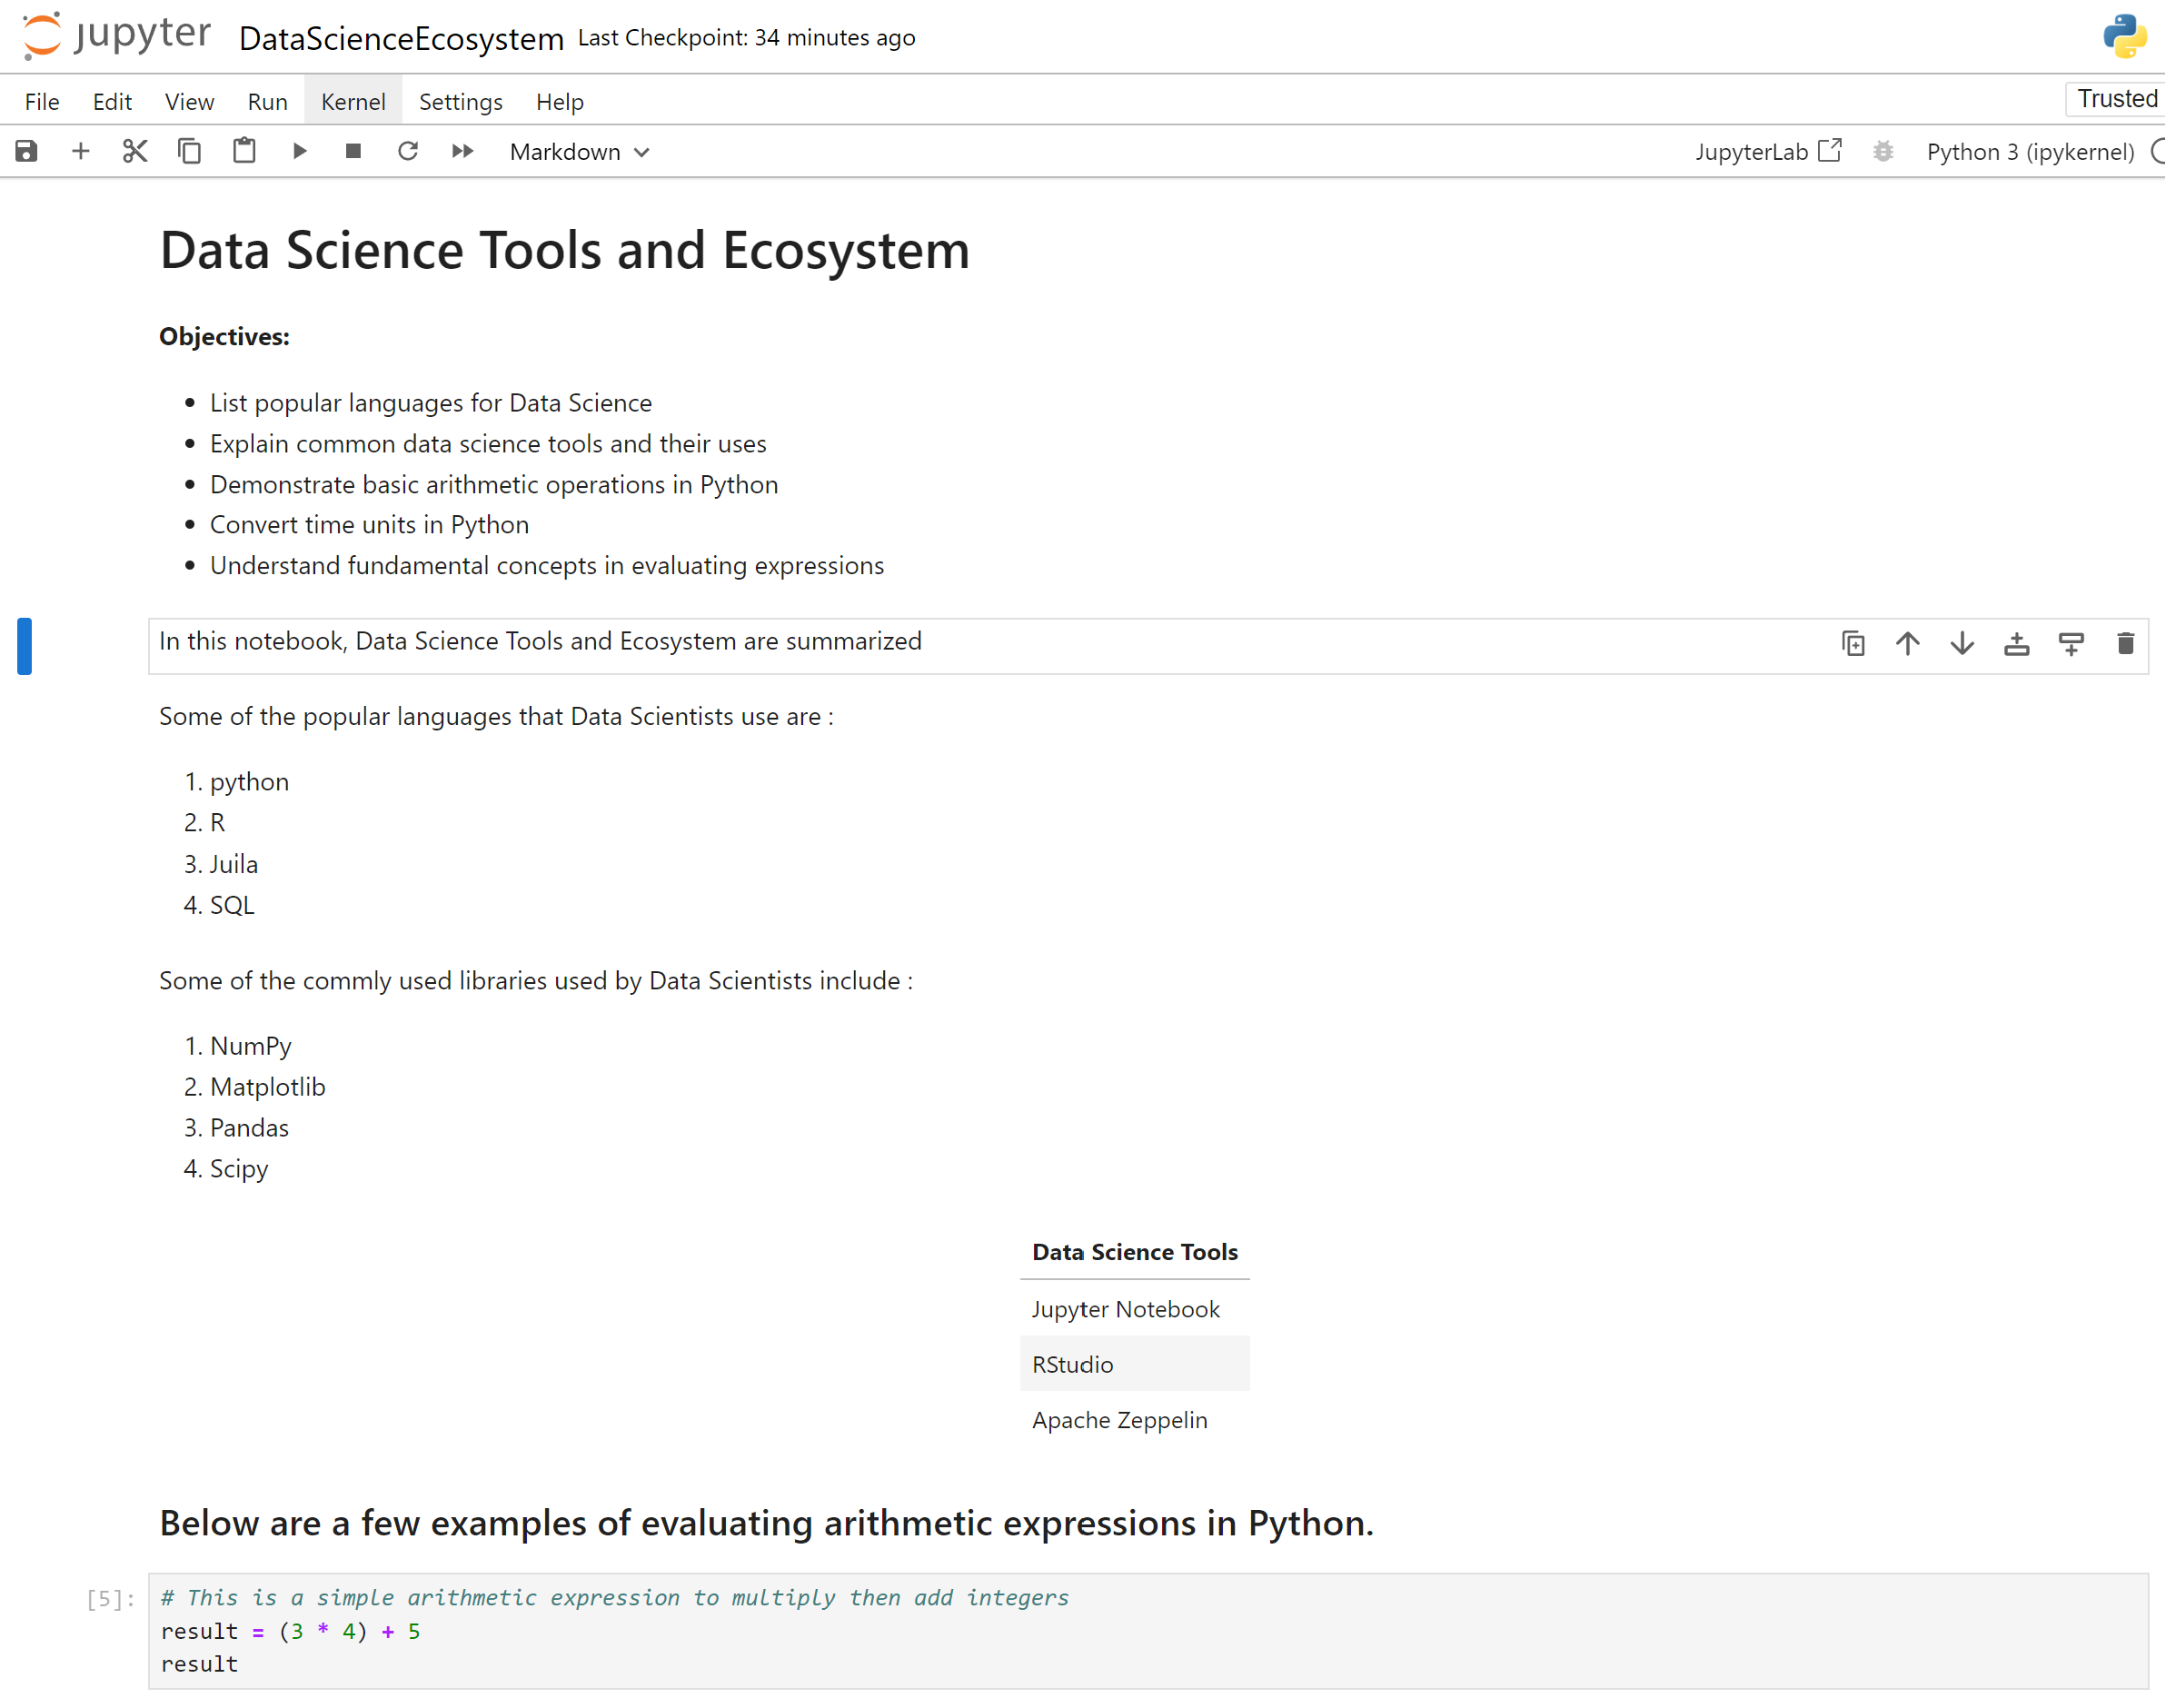 jupyter DataScienceEcosystem Last Checkpoint: 34 minutes ago
File Edit View Run Kernel Settings Help Trusted
Markdown JupyterLab Python 3 (ipykernel)
Data Science Tools and Ecosystem
Objectives:
• List popular languages for Data Science
• Explain common data science tools and their uses
• Demonstrate basic arithmetic operations in Python
• Convert time units in Python
• Understand fundamental concepts in evaluating expressions
In this notebook, Data Science Tools and Ecosystem are summarized
Some of the popular languages that Data Scientists use are :
1. python
2. R
3. Juila
4. SQL
Some of the commly used libraries used by Data Scientists include :
1. NumPy
2. Matplotlib
3. Pandas
4. Scipy
Data Science Tools
Jupyter Notebook
RStudio
Apache Zeppelin
Below are a few examples of evaluating arithmetic expressions in Python.
[5]: # This is a simple arithmetic expression to multiply then add integers
result = (3 * 4) + 5
result